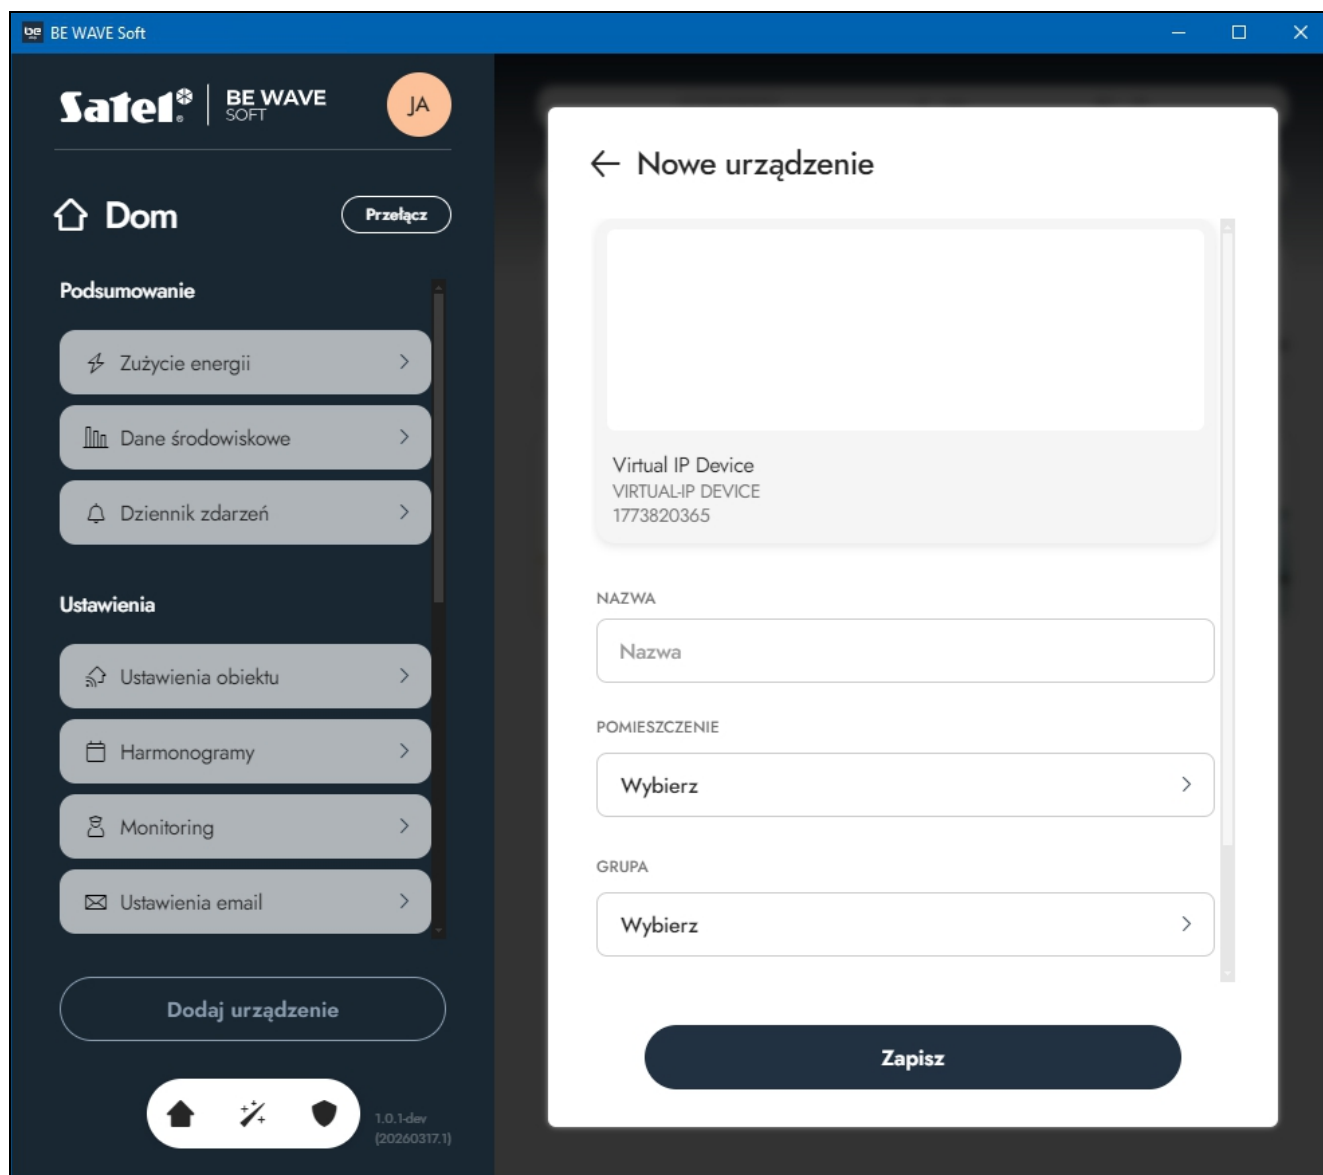 BE WAVE Soft
Satel®
BE WAVE
SOFT
JA
Dom
Przełącz
Podsumowanie
Zużycie energii
Dane środowiskowe
Dziennik zdarzeń
Ustawienia
Ustawienia obiektu
Harmonogramy
Monitoring
Ustawienia email
Dodaj urządzenie
1.0.1-dev
(20260317.1)
Nowe urządzenie
Virtual IP Device
VIRTUAL-IP DEVICE
1773820365
NAZWA
Nazwa
POMIESZCZENIE
Wybierz
GRUPA
Wybierz
Zapisz